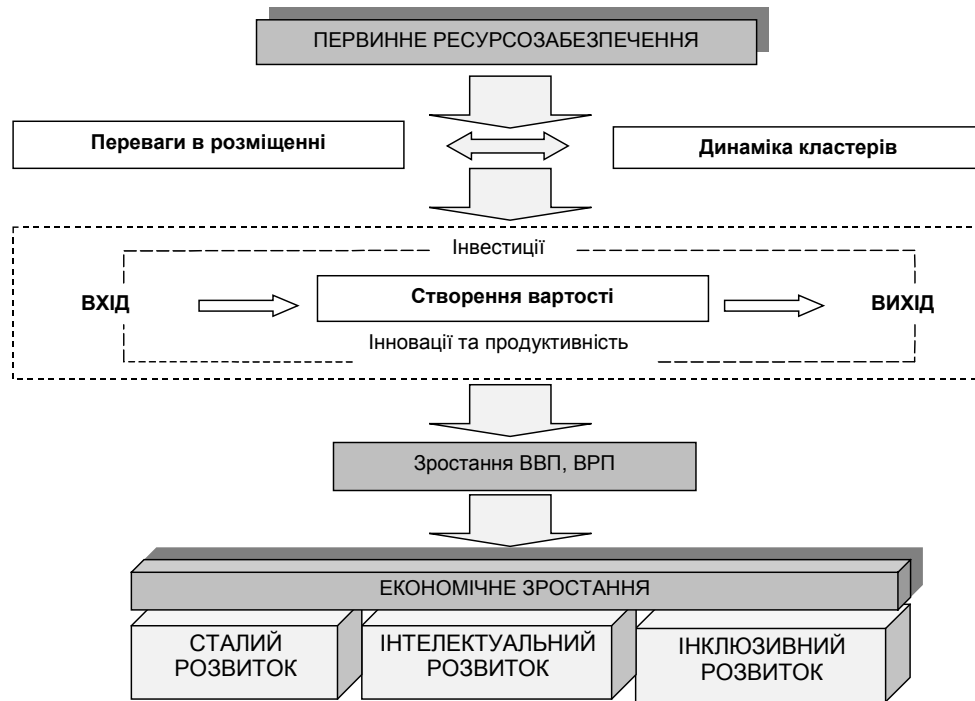 ПЕРВИННЕ РЕСУРСОЗАБЕЗПЕЧЕННЯ
Переваги в розміщенні
Динаміка кластерів
Інвестиції
ВХІД
Створення вартості
ВИХІД
Інновації та продуктивність
Зростання ВВП, ВРП
ЕКОНОМІЧНЕ ЗРОСТАННЯ
СТАЛИЙ
РОЗВИТОК
ІНТЕЛЕКТУАЛЬНИЙ
РОЗВИТОК
ІНКЛЮЗИВНИЙ
РОЗВИТОК